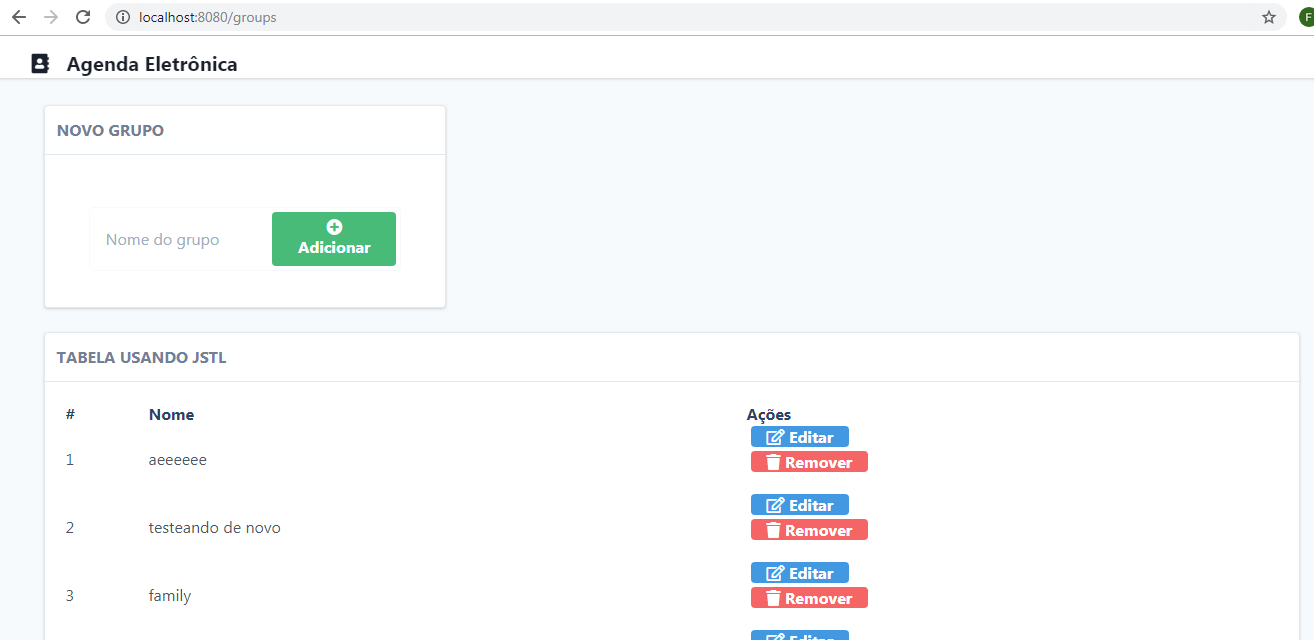 localhost:8080/groups
F
Agenda Eletrônica
NOVO GRUPO
Nome do grupo
Adicionar
TABELA USANDO JSTL
# Nome Ações
1 aeeeeee Editar
Remover
2 testeando de novo Editar
Remover
3 family Editar
Remover
Editar